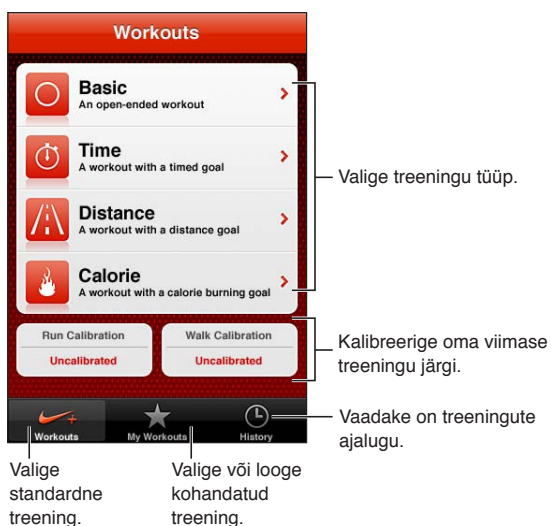 Workouts
Basic
An open-ended workout
Time
A workout with a timed goal
Distance
A workout with a distance goal
Calorie
A workout with a calorie burning goal
Valige treeningu tüüp.
Run Calibration
Uncalibrated
Walk Calibration
Uncalibrated
Kalibreerige oma viimase
treeningu järgi.
Workouts
My Workouts
History
Vaadake on treeningute
ajalugu.
Valige
standardne
treening.
Valige või looge
kohandatud
treening.